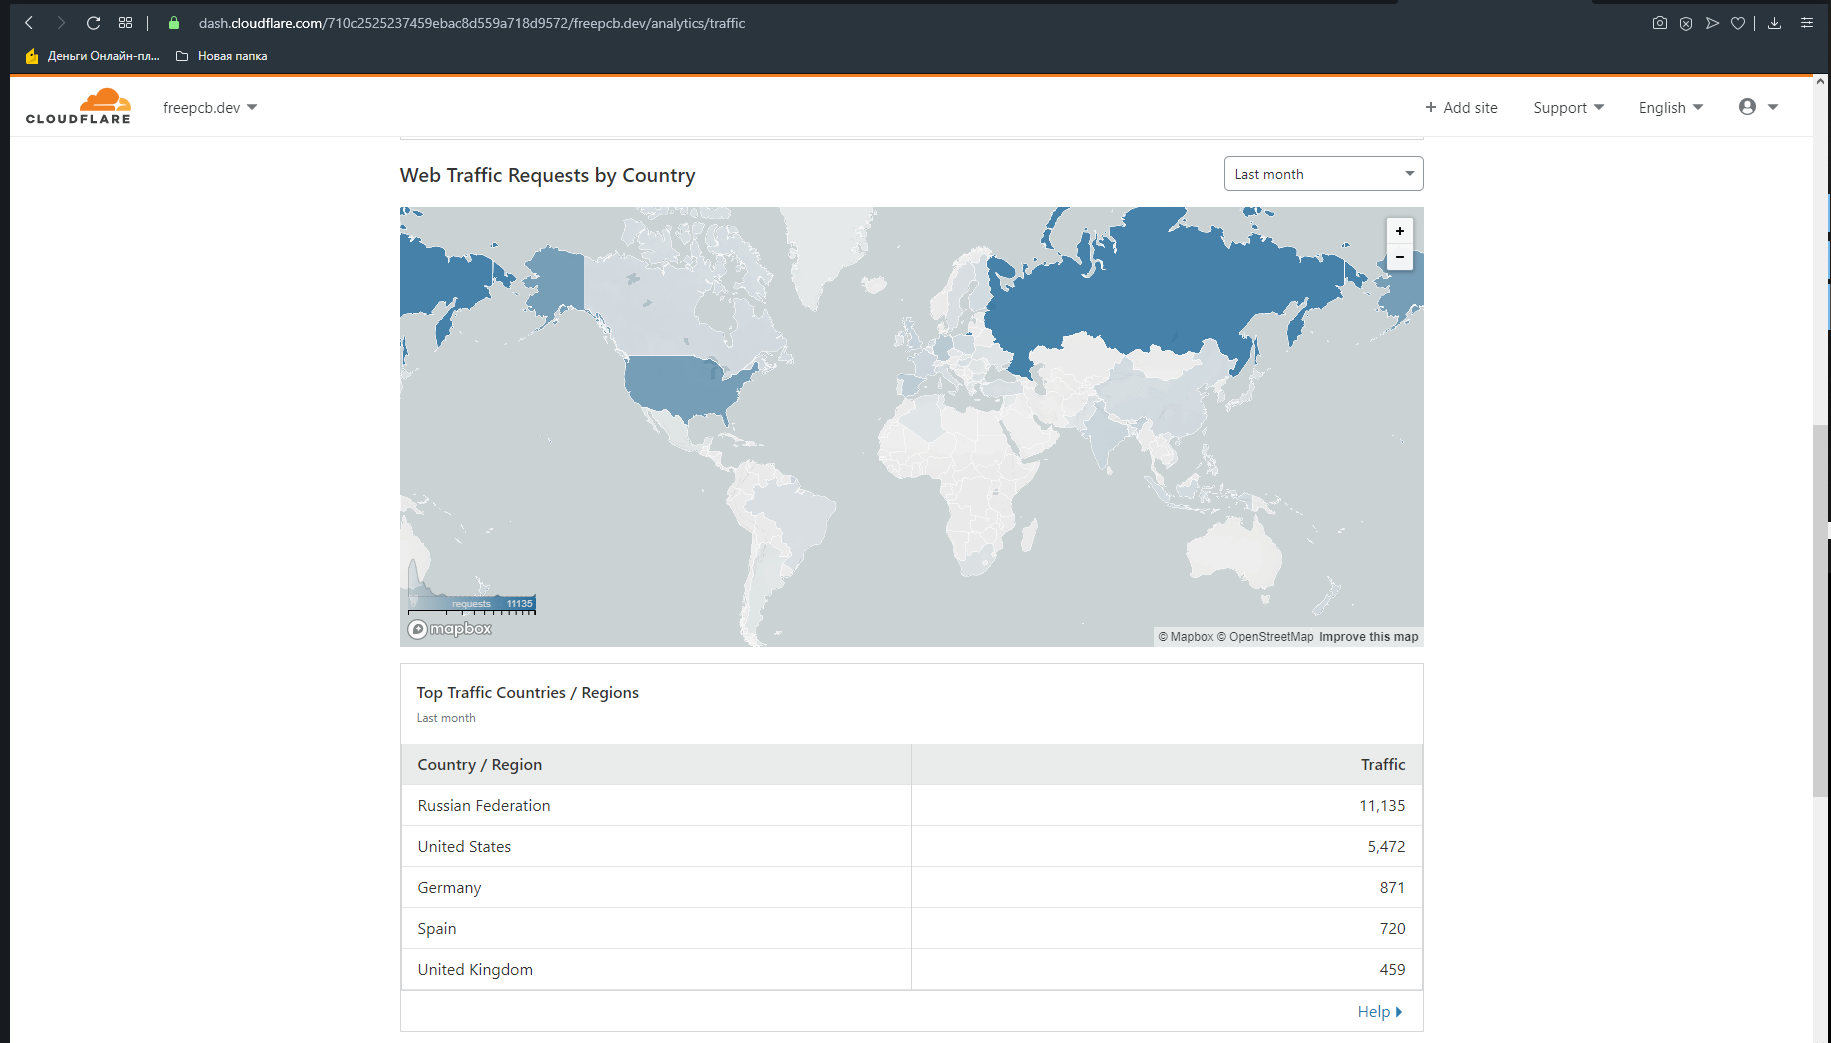 dash.cloudflare.com/710c2525237459ebac8d559a718d9572/freepcb.dev/analytics/traffic
Деньги Онлайн-пл... Новая папка
CLOUDFLARE freepcb.dev + Add site Support English
Web Traffic Requests by Country Last month
+
-
requests 11135
mapbox
© Mapbox © OpenStreetMap Improve this map
Top Traffic Countries / Regions
Last month
Country / Region Traffic
Russian Federation 11,135
United States 5,472
Germany 871
Spain 720
United Kingdom 459
Help